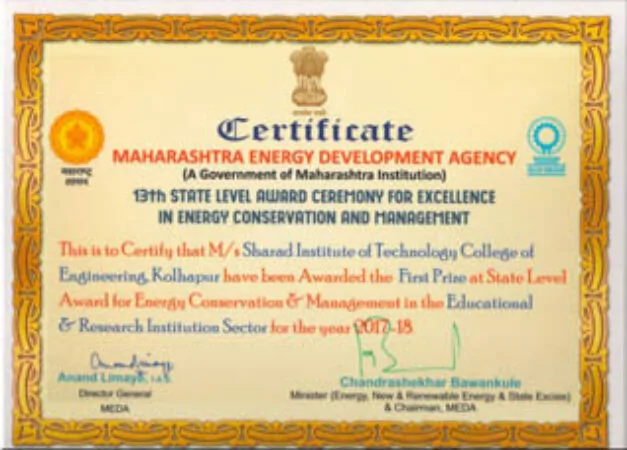 Certificate
MAHARASHTRA ENERGY DEVELOPMENT AGENCY
(A Government of Maharashtra Institution)
महाराष्ट्र
शासन
13th STATE LEVEL AWARD CEREMONY FOR EXCELLENCE
IN ENERGY CONSERVATION AND MANAGEMENT
This is to Certify that M/s Sharad Institute of Technology College of
Engineering, Kolhapur have been Awarded the First Prize at State Level
Award for Energy Conservation & Management in the Educational
& Research Institution Sector for the year 2017-18
Anand Limaye, I.A.S.
Director General
MEDA
Chandrashekhar Bawankule
Minister (Energy, New & Renewable Energy & State Excise)
& Chairman, MEDA